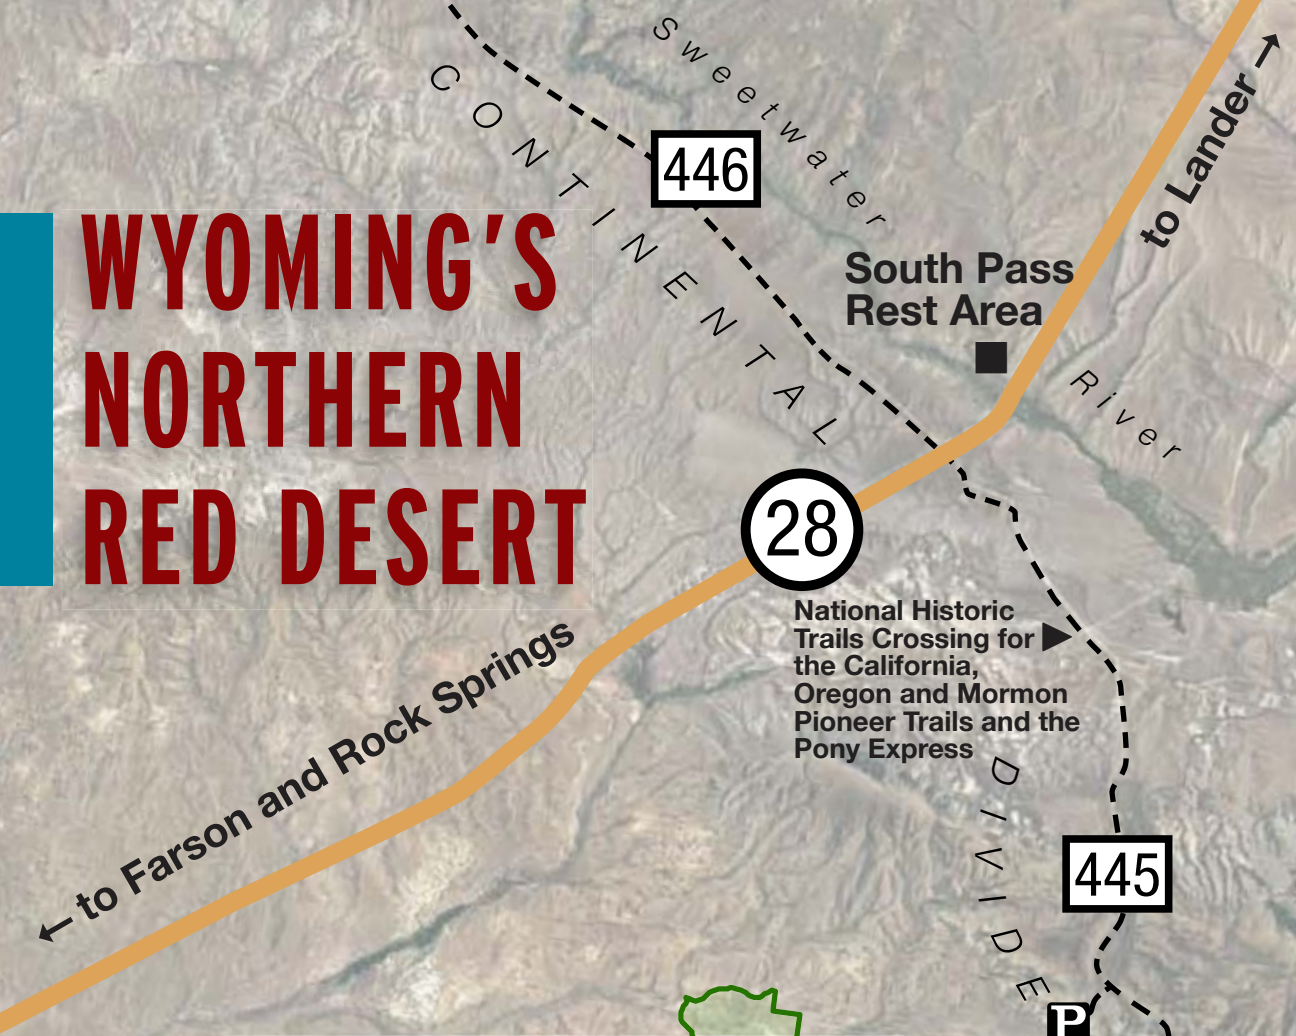 Sweetwater
CONTINENTAL
446
to Lander
WYOMING'S
NORTHERN
RED DESERT
South Pass
Rest Area
River
28
National Historic
Trails Crossing for
the California,
Oregon and Mormon
Pioneer Trails and the
Pony Express
to Farson and Rock Springs
DIVIDE
445
P